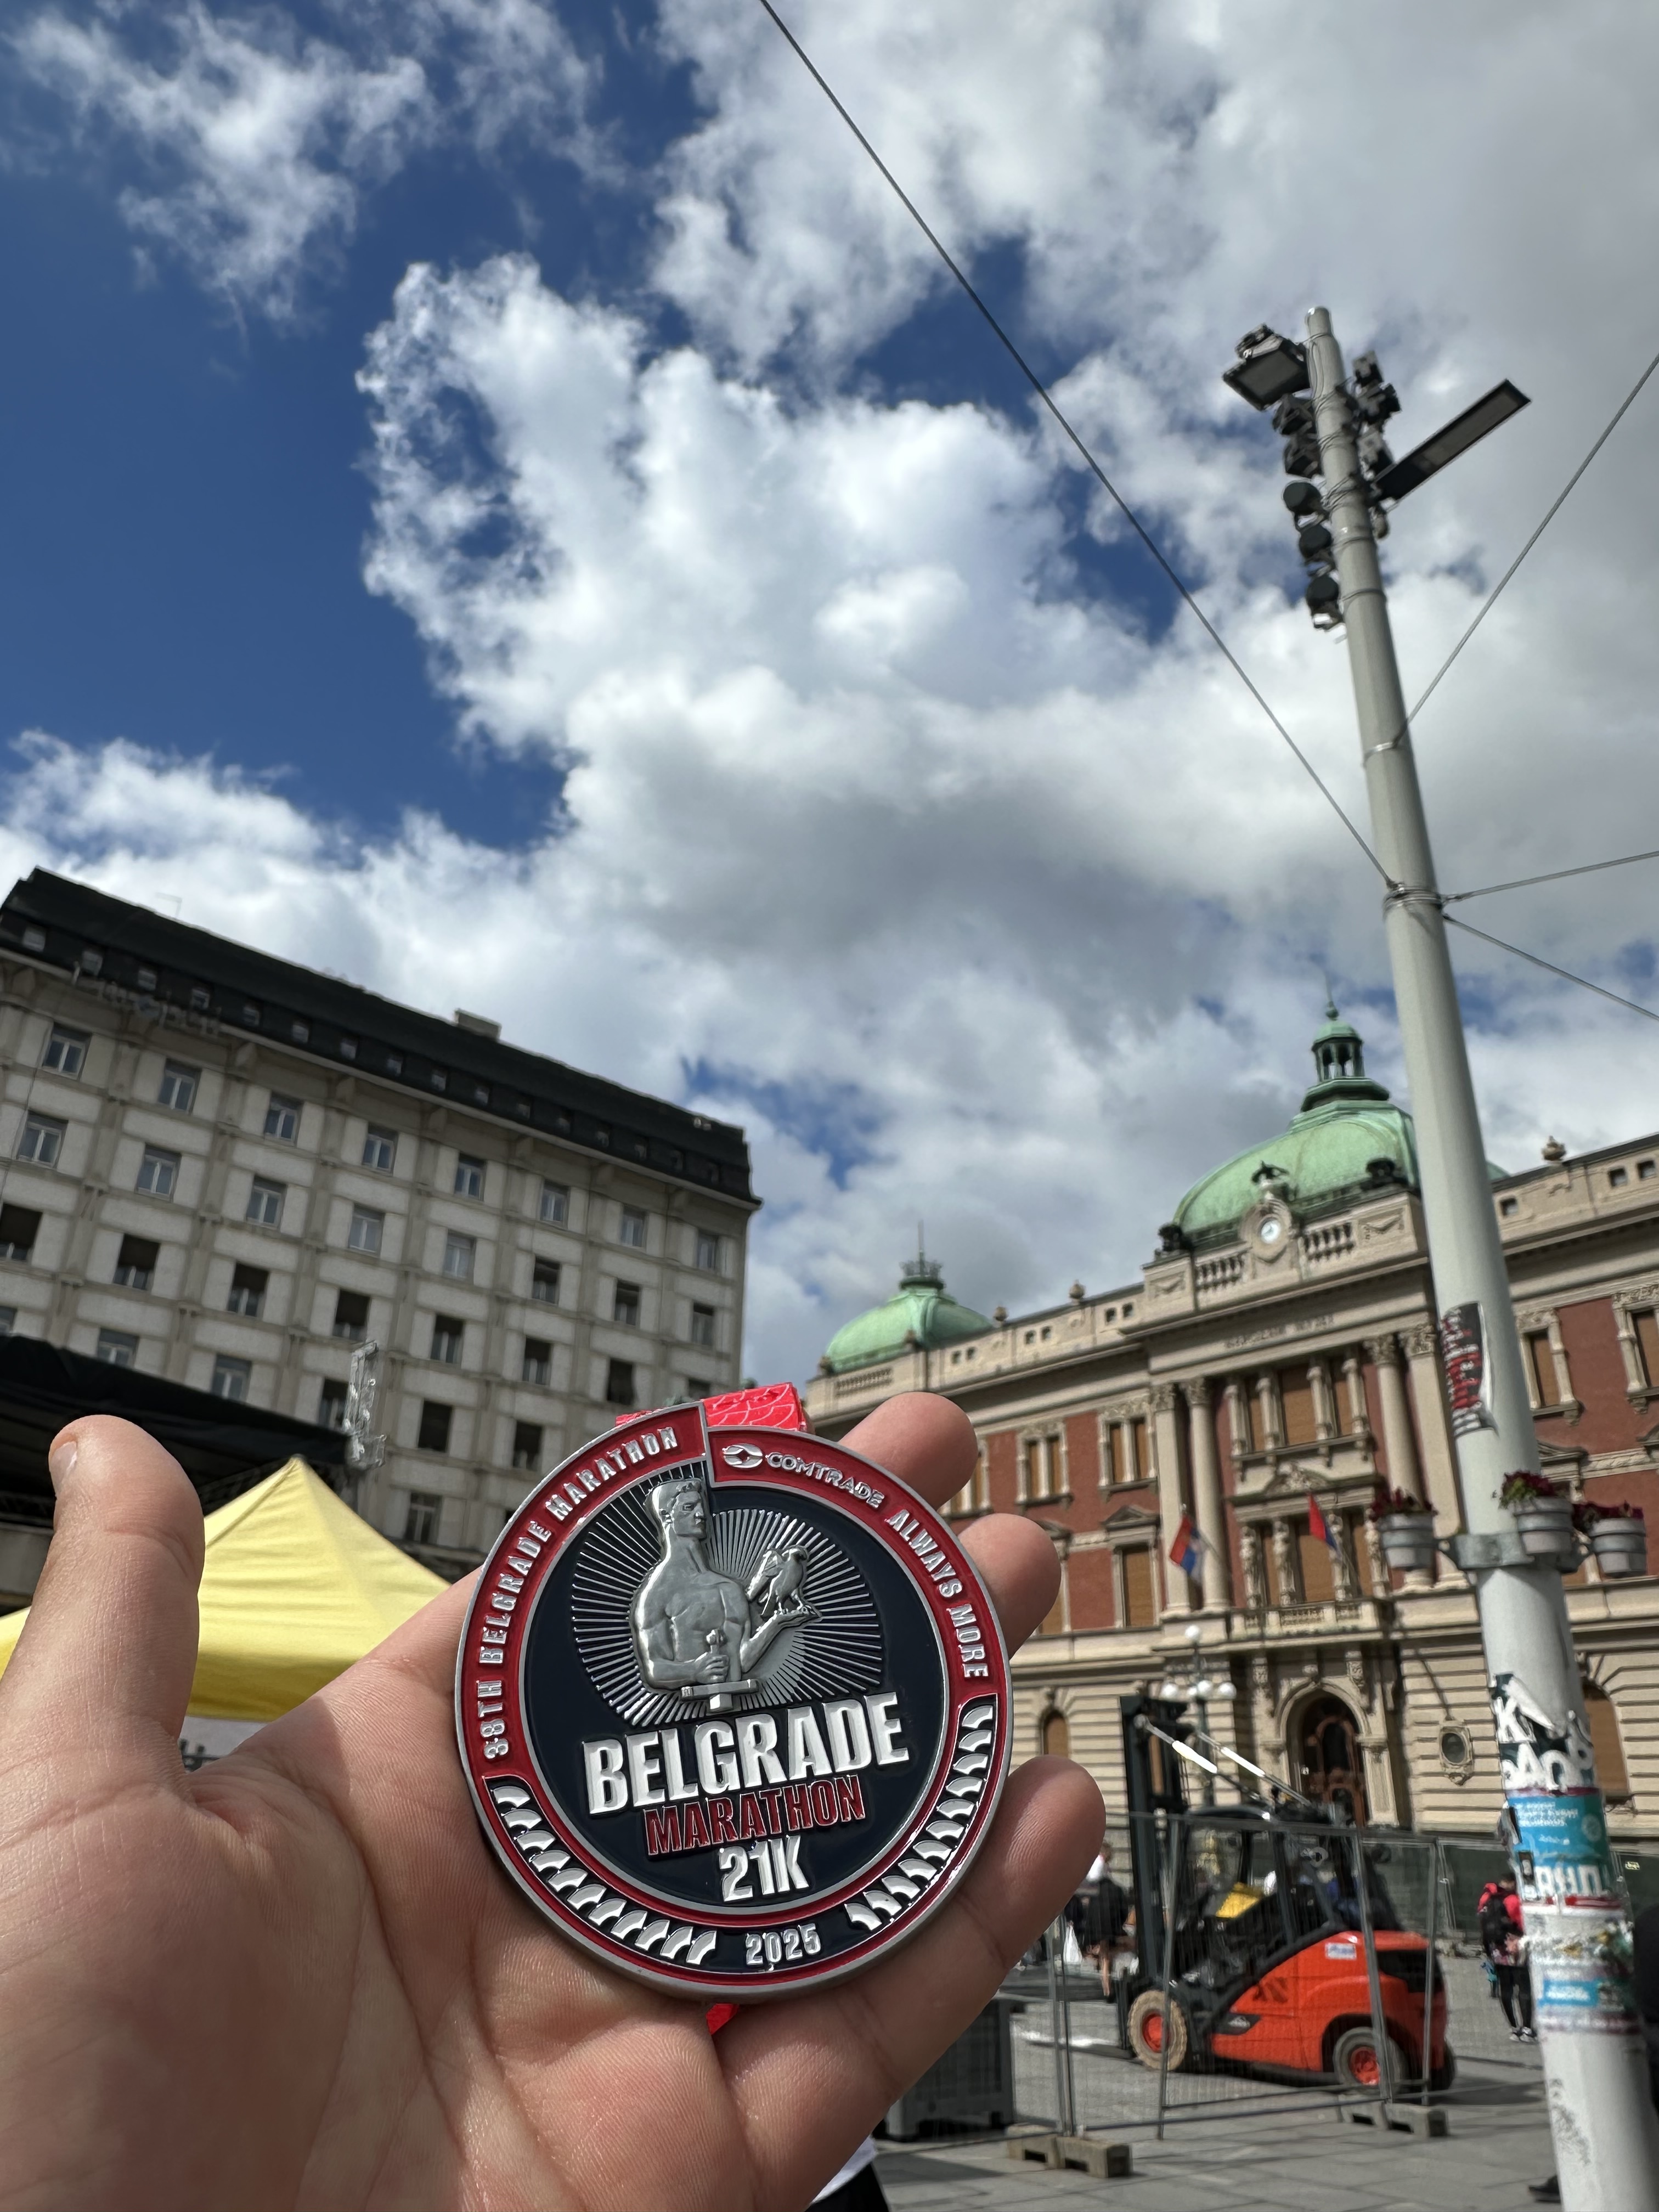 38TH BELGRADE MARATHON
COMTRADE ALWAYS MORE
BELGRADE
MARATHON
21K
2025